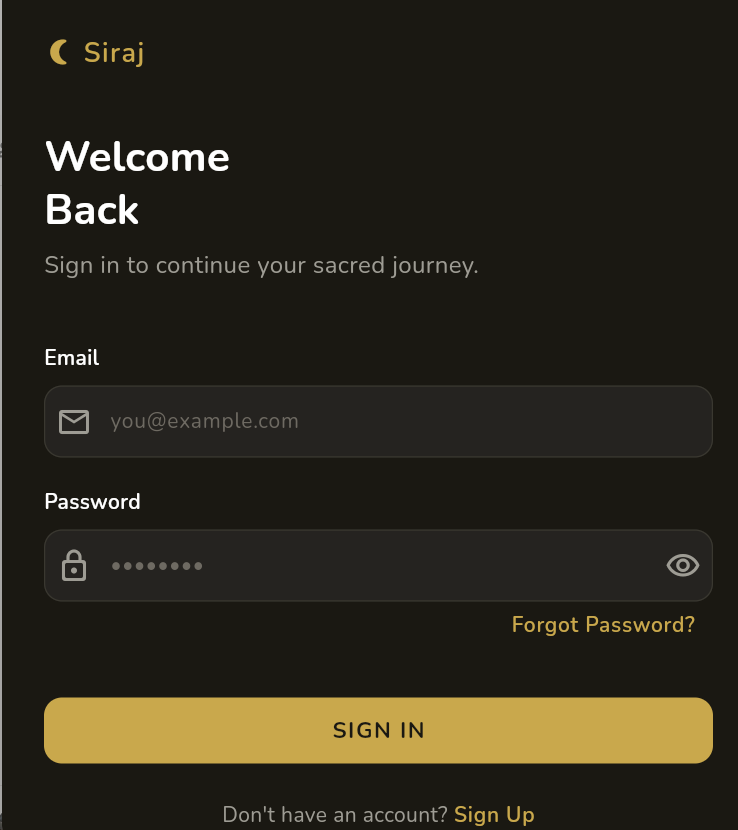 Siraj
Welcome
Back
Sign in to continue your sacred journey.
Email
you@example.com
Password
••••••••
Forgot Password?
SIGN IN
Don't have an account? Sign Up